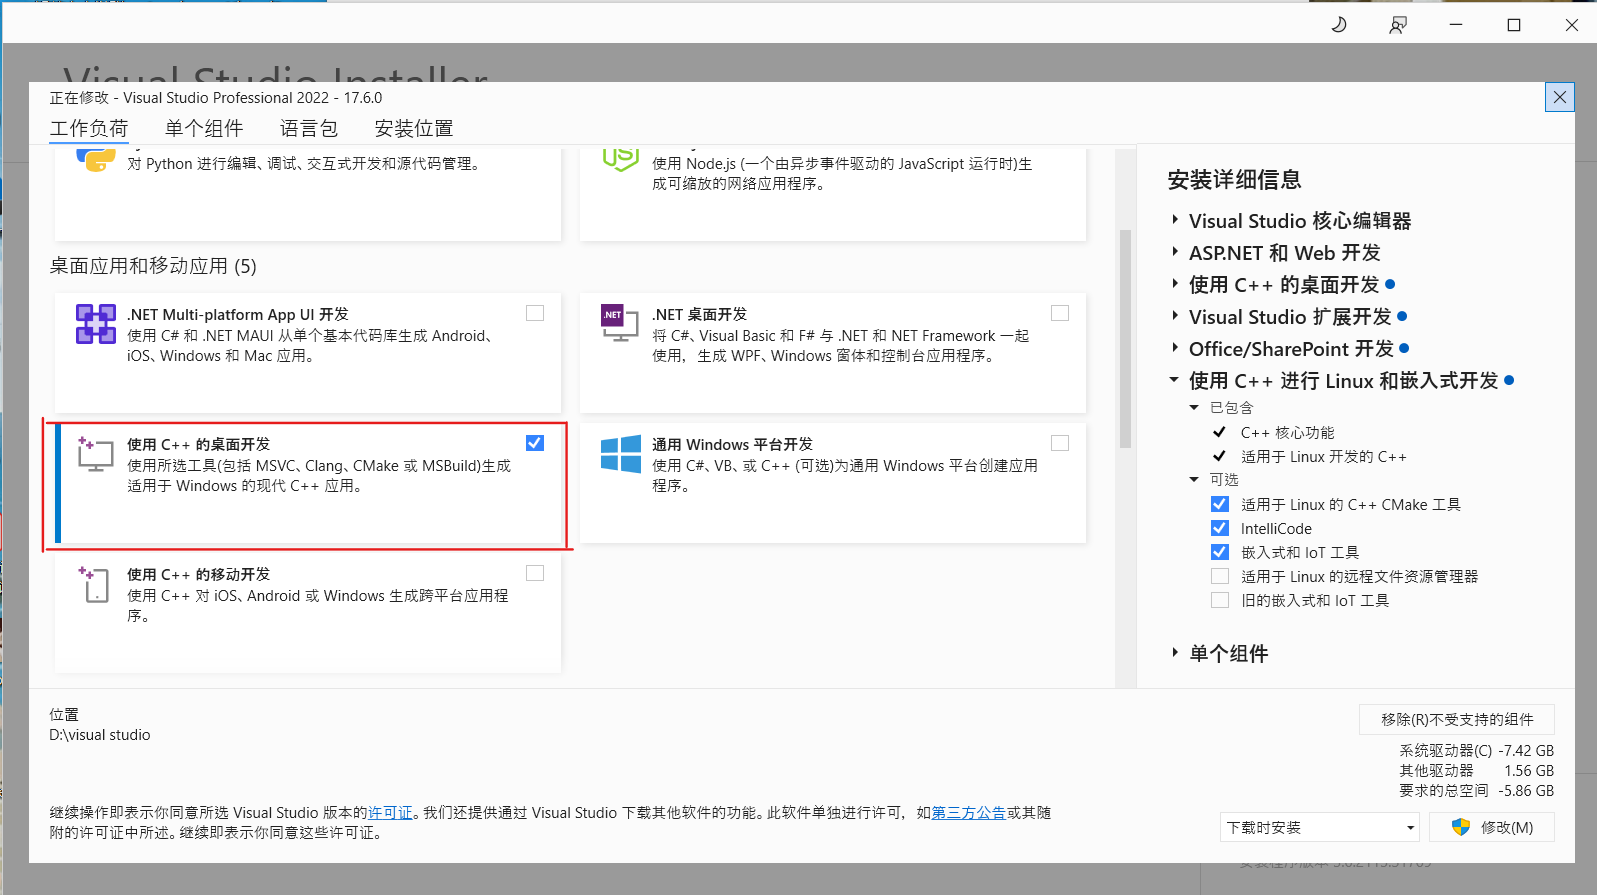 Visual Studio Installer
正在修改 - Visual Studio Professional 2022 - 17.6.0
工作负荷 单个组件 语言包 安装位置
对 Python 进行编辑、调试、交互式开发和源代码管理。
使用 Node.js (一个由异步事件驱动的 JavaScript 运行时)生
成可缩放的网络应用程序。
桌面应用和移动应用 (5)
.NET Multi-platform App UI 开发
使用 C# 和 .NET MAUI 从单个基本代码库生成 Android、
iOS、Windows 和 Mac 应用。
.NET
.NET 桌面开发
将 C#、Visual Basic 和 F# 与 .NET 和 NET Framework 一起
使用，生成 WPF、Windows 窗体和控制台应用程序。
使用 C++ 的桌面开发
使用所选工具(包括 MSVC、Clang、CMake 或 MSBuild)生成
适用于 Windows 的现代 C++ 应用。
通用 Windows 平台开发
使用 C#、VB、或 C++ (可选)为通用 Windows 平台创建应用
程序。
使用 C++ 的移动开发
使用 C++ 对 iOS、Android 或 Windows 生成跨平台应用程
序。
安装详细信息
Visual Studio 核心编辑器
ASP.NET 和 Web 开发
使用 C++ 的桌面开发
Visual Studio 扩展开发
Office/SharePoint 开发
使用 C++ 进行 Linux 和嵌入式开发
已包含
C++ 核心功能
适用于 Linux 开发的 C++
可选
适用于 Linux 的 C++ CMake 工具
IntelliCode
嵌入式和 IoT 工具
适用于 Linux 的远程文件资源管理器
旧的嵌入式和 IoT 工具
单个组件
位置
D:\visual studio
移除(R)不受支持的组件
系统驱动器(C) -7.42 GB
其他驱动器 1.56 GB
要求的总空间 -5.86 GB
继续操作即表示你同意所选 Visual Studio 版本的许可证。我们还提供通过 Visual Studio 下载其他软件的功能。此软件单独进行许可，如第三方公告或其随
附的许可证中所述。继续即表示你同意这些许可证。
下载时安装
修改(M)